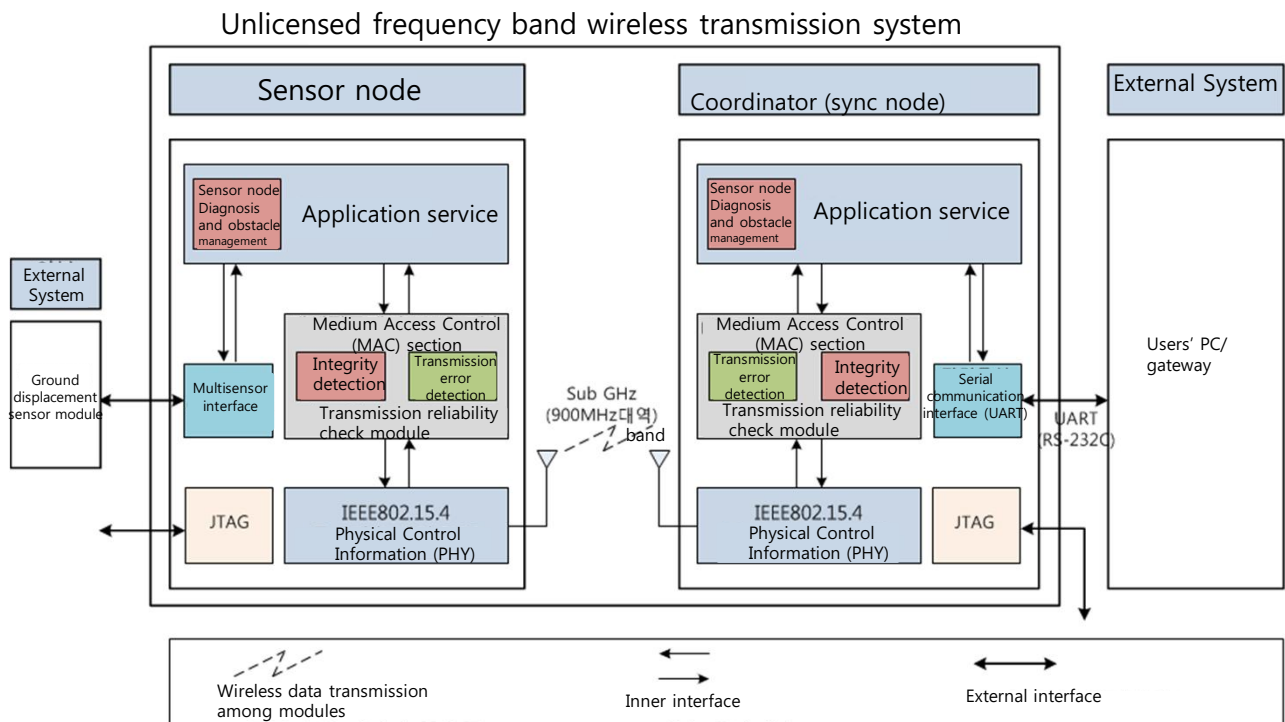 Unlicensed frequency band wireless transmission system
Sensor node
Coordinator (sync node)
External System
Sensor node
Diagnosis
and obstacle
management
Application service
Sensor node
Diagnosis
and obstacle
management
Application service
External
System
Medium Access Control
(MAC) section
Integrity
detection
Transmission
error
detection
Transmission reliability
check module
Medium Access Control
(MAC) section
Transmission
error
detection
Integrity
detection
Transmission reliability
check module
Ground
displacement
sensor module
Multisensor
interface
Serial
communication
interface (UART)
Users' PC/
gateway
Sub GHz
(900MHz대역)
band
UART
(RS-232C)
JTAG
IEEE802.15.4
Physical Control
Information (PHY)
IEEE802.15.4
Physical Control
Information (PHY)
JTAG
Wireless data transmission
among modules
Inner interface
External interface